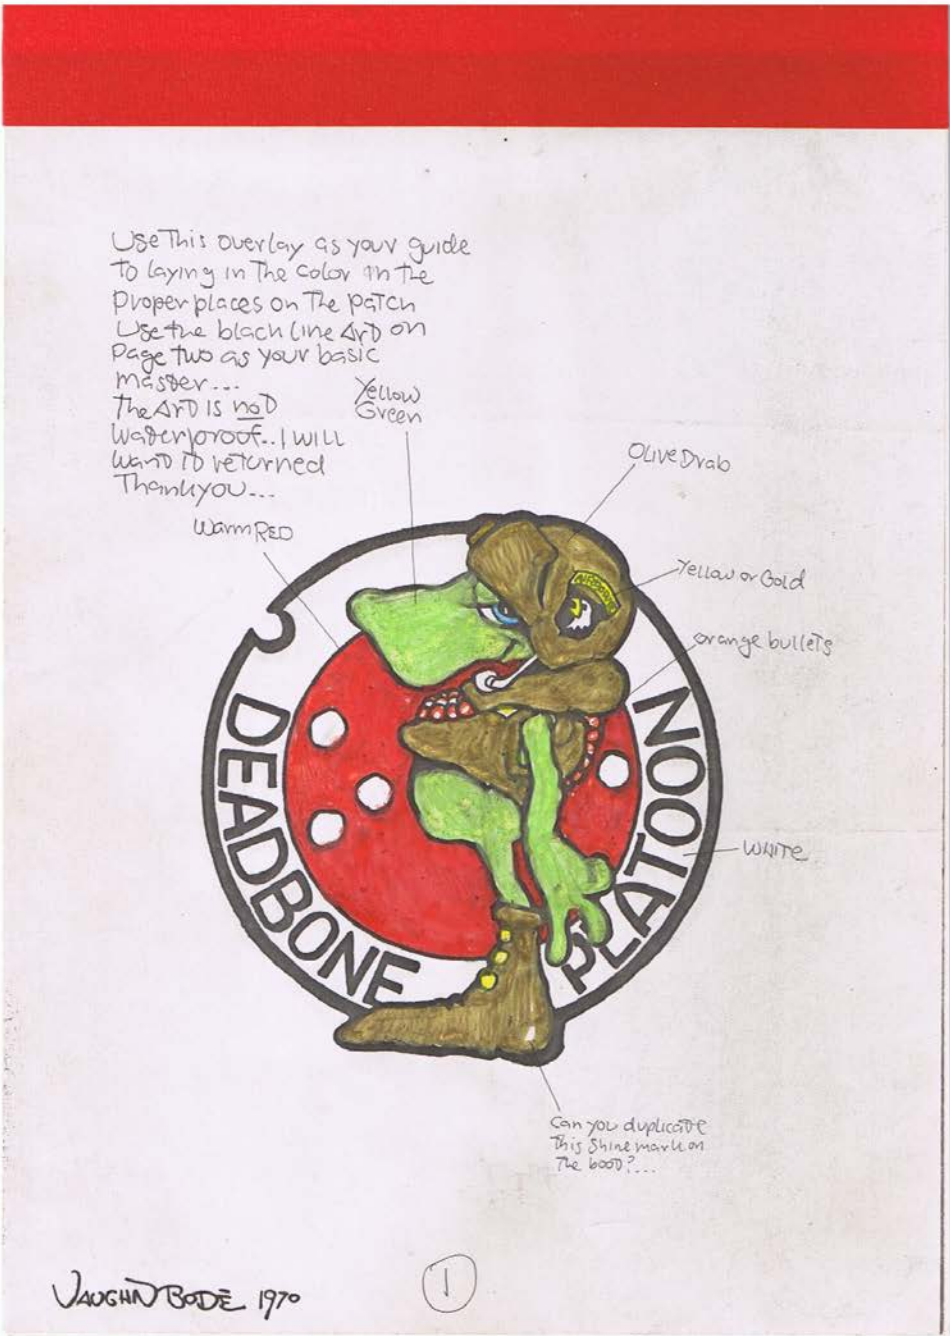 Use This overlay as your guide
to laying in The Color in the
Proper places on The patch
Use the black line Art on
Page two as your basic
master...
The Art is not
Waterproof.. I WILL
Want It returned
Thankyou...
Yellow
Green
Olive Drab
Warm RED
Yellow or Gold
orange bullets
AIRBORNE
DEADBONE
PLATOON
WHITE
Can you duplicate
This Shine mark on
The boot?....
VAUGHN BODE 1970
1